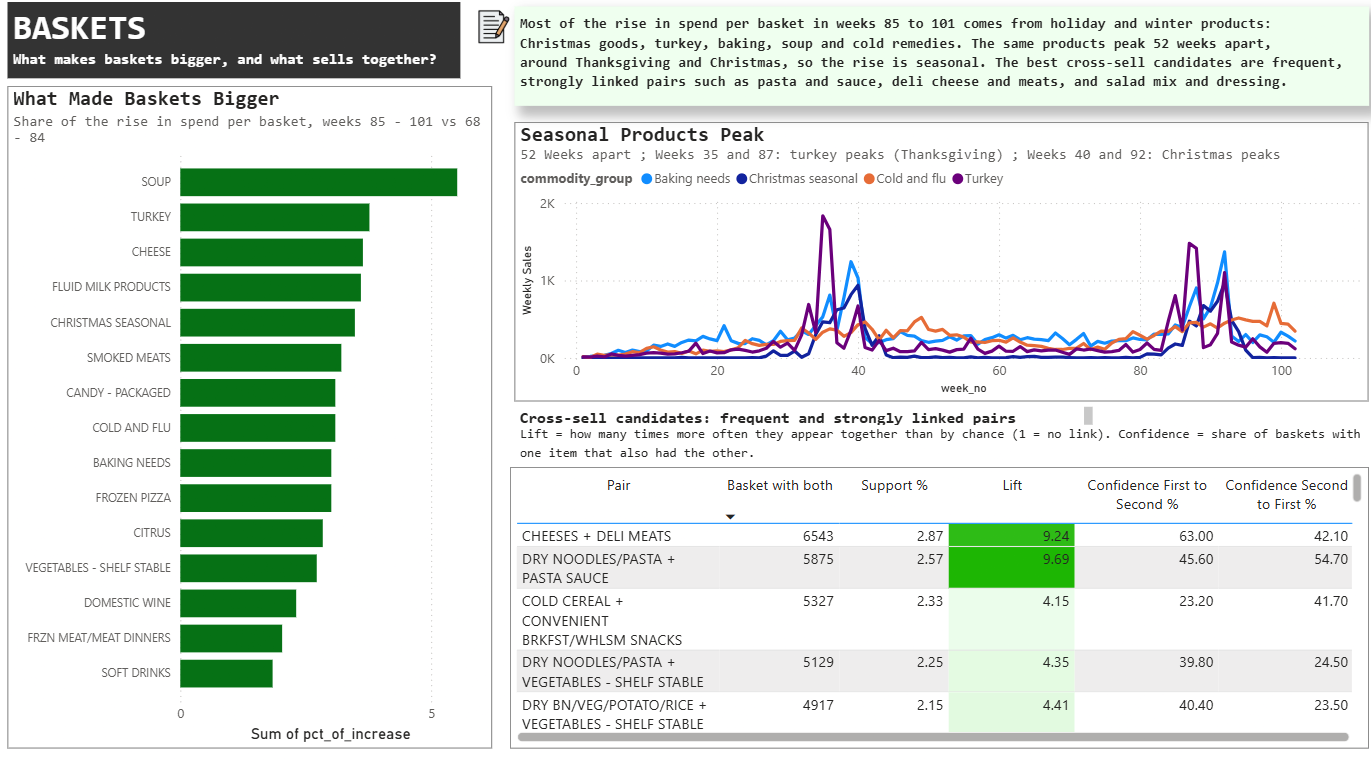 BASKETS
What makes baskets bigger, and what sells together?
Most of the rise in spend per basket in weeks 85 to 101 comes from holiday and winter products:
Christmas goods, turkey, baking, soup and cold remedies. The same products peak 52 weeks apart,
around Thanksgiving and Christmas, so the rise is seasonal. The best cross-sell candidates are frequent,
strongly linked pairs such as pasta and sauce, deli cheese and meats, and salad mix and dressing.
What Made Baskets Bigger
Share of the rise in spend per basket, weeks 85 - 101 vs 68
- 84
SOUP
TURKEY
CHEESE
FLUID MILK PRODUCTS
CHRISTMAS SEASONAL
SMOKED MEATS
CANDY - PACKAGED
COLD AND FLU
BAKING NEEDS
FROZEN PIZZA
CITRUS
VEGETABLES - SHELF STABLE
DOMESTIC WINE
FRZN MEAT/MEAT DINNERS
SOFT DRINKS
0 5
Sum of pct_of_increase
Seasonal Products Peak
52 Weeks apart ; Weeks 35 and 87: turkey peaks (Thanksgiving) ; Weeks 40 and 92: Christmas peaks
commodity_group Baking needs Christmas seasonal Cold and flu Turkey
Weekly Sales
2K
1K
0K
0 20 40 60 80 100
week_no
Cross-sell candidates: frequent and strongly linked pairs
Lift = how many times more often they appear together than by chance (1 = no link). Confidence = share of baskets with
one item that also had the other.
Pair Basket with both Support % Lift Confidence First to Confidence Second
Second % to First %
CHEESES + DELI MEATS 6543 2.87 9.24 63.00 42.10
DRY NOODLES/PASTA + 5875 2.57 9.69 45.60 54.70
PASTA SAUCE
COLD CEREAL + 5327 2.33 4.15 23.20 41.70
CONVENIENT
BRKFST/WHLSM SNACKS
DRY NOODLES/PASTA + 5129 2.25 4.35 39.80 24.50
VEGETABLES - SHELF STABLE
DRY BN/VEG/POTATO/RICE + 4917 2.15 4.41 40.40 23.50
VEGETABLES - SHELF STABLE